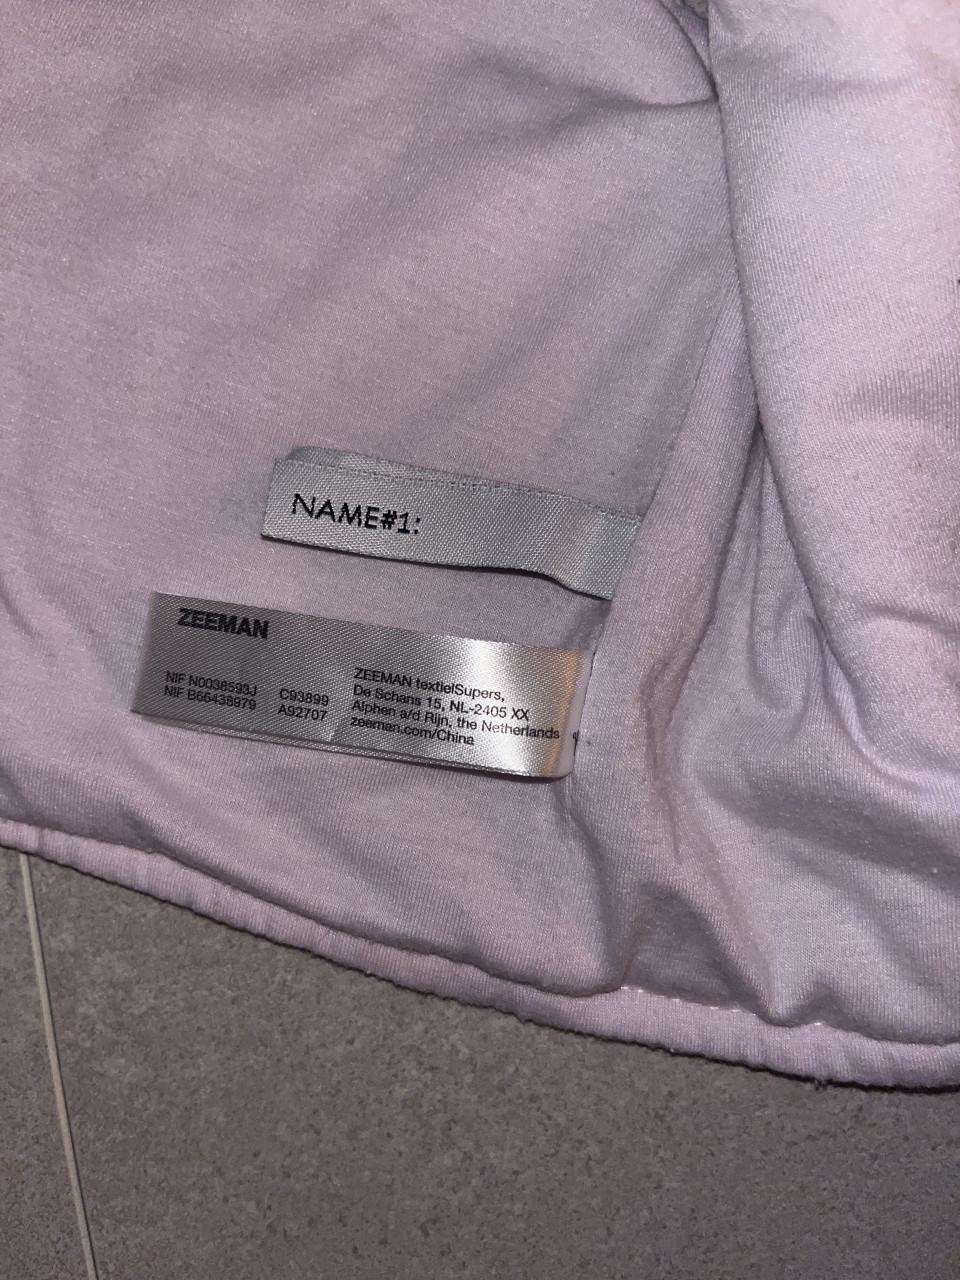 NAME#1:
ZEEMAN
NIF N0038593J
NIF B66438979
C93899
A92707
ZEEMAN textielSupers,
De Schans 15, NL-2405 XX
Alphen a/d Rijn, the Netherlands
zeeman.com/China